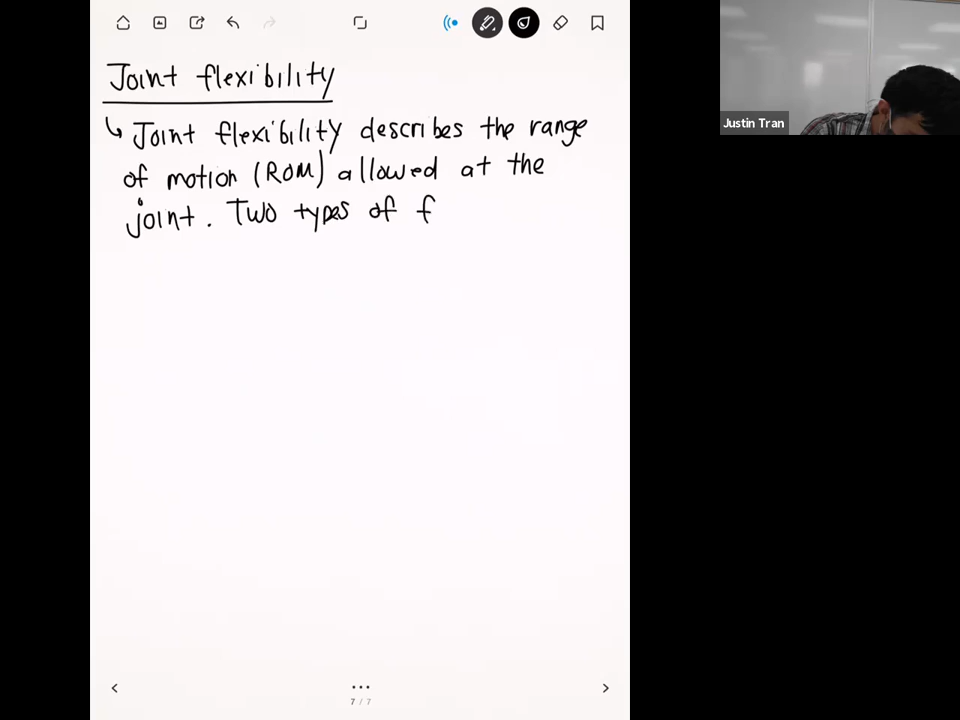 Joint flexibility
↳ Joint flexibility describes the range
of motion (ROM) allowed at the
joint. Two types of f
Justin Tran
7 / 7